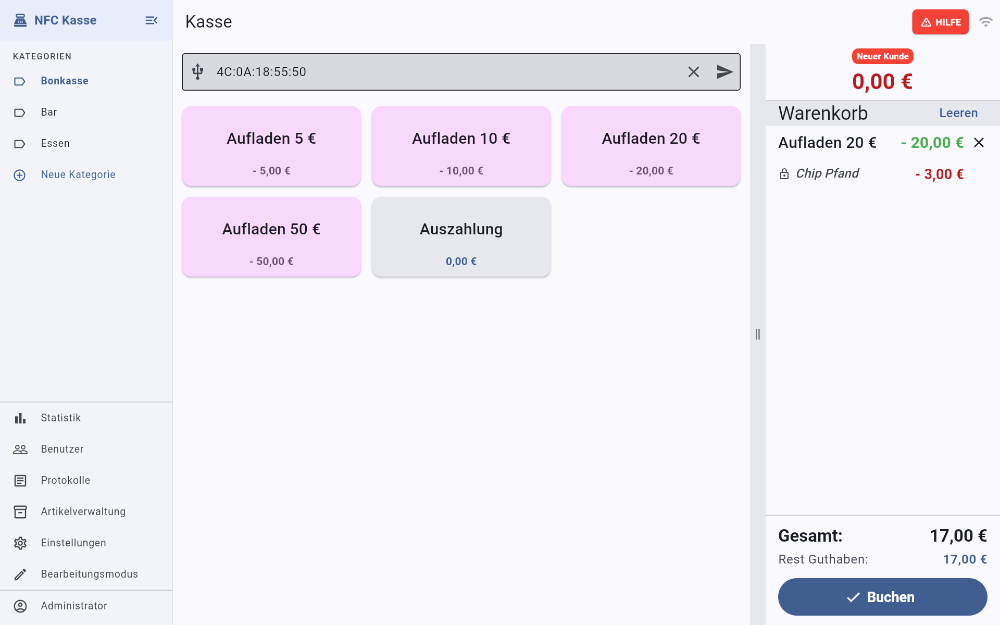 NFC Kasse
KATEGORIEN
Bonkasse
Bar
Essen
Neue Kategorie
Statistik
Benutzer
Protokolle
Artikelverwaltung
Einstellungen
Bearbeitungsmodus
Administrator
Kasse
HILFE
4C:0A:18:55:50
Aufladen 5 €
- 5,00 €
Aufladen 10 €
- 10,00 €
Aufladen 20 €
- 20,00 €
Aufladen 50 €
- 50,00 €
Auszahlung
0,00 €
Neuer Kunde
0,00 €
Warenkorb Leeren
Aufladen 20 € - 20,00 €
Chip Pfand - 3,00 €
Gesamt: 17,00 €
Rest Guthaben: 17,00 €
Buchen